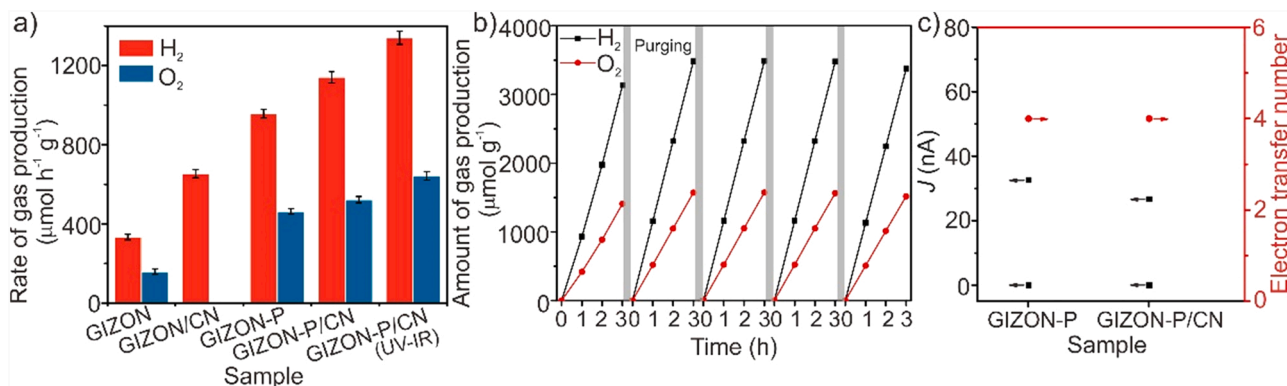 a)
Rate of gas production
(μmol h⁻¹ g⁻¹)
1200
800
400
0
H₂
O₂
GIZON
GIZON/CN
GIZON-P
GIZON-P/CN
GIZON-P/CN
(UV-IR)
Sample
b)
Amount of gas production
(μmol g⁻¹)
4000
3000
2000
1000
0
H₂
O₂
Purging
0 1 2 30 1 2 30 1 2 30 1 2 30 1 2 3
Time (h)
c)
J (nA)
80
60
40
20
0
Electron transfer number
6
4
2
0
GIZON-P
GIZON-P/CN
Sample